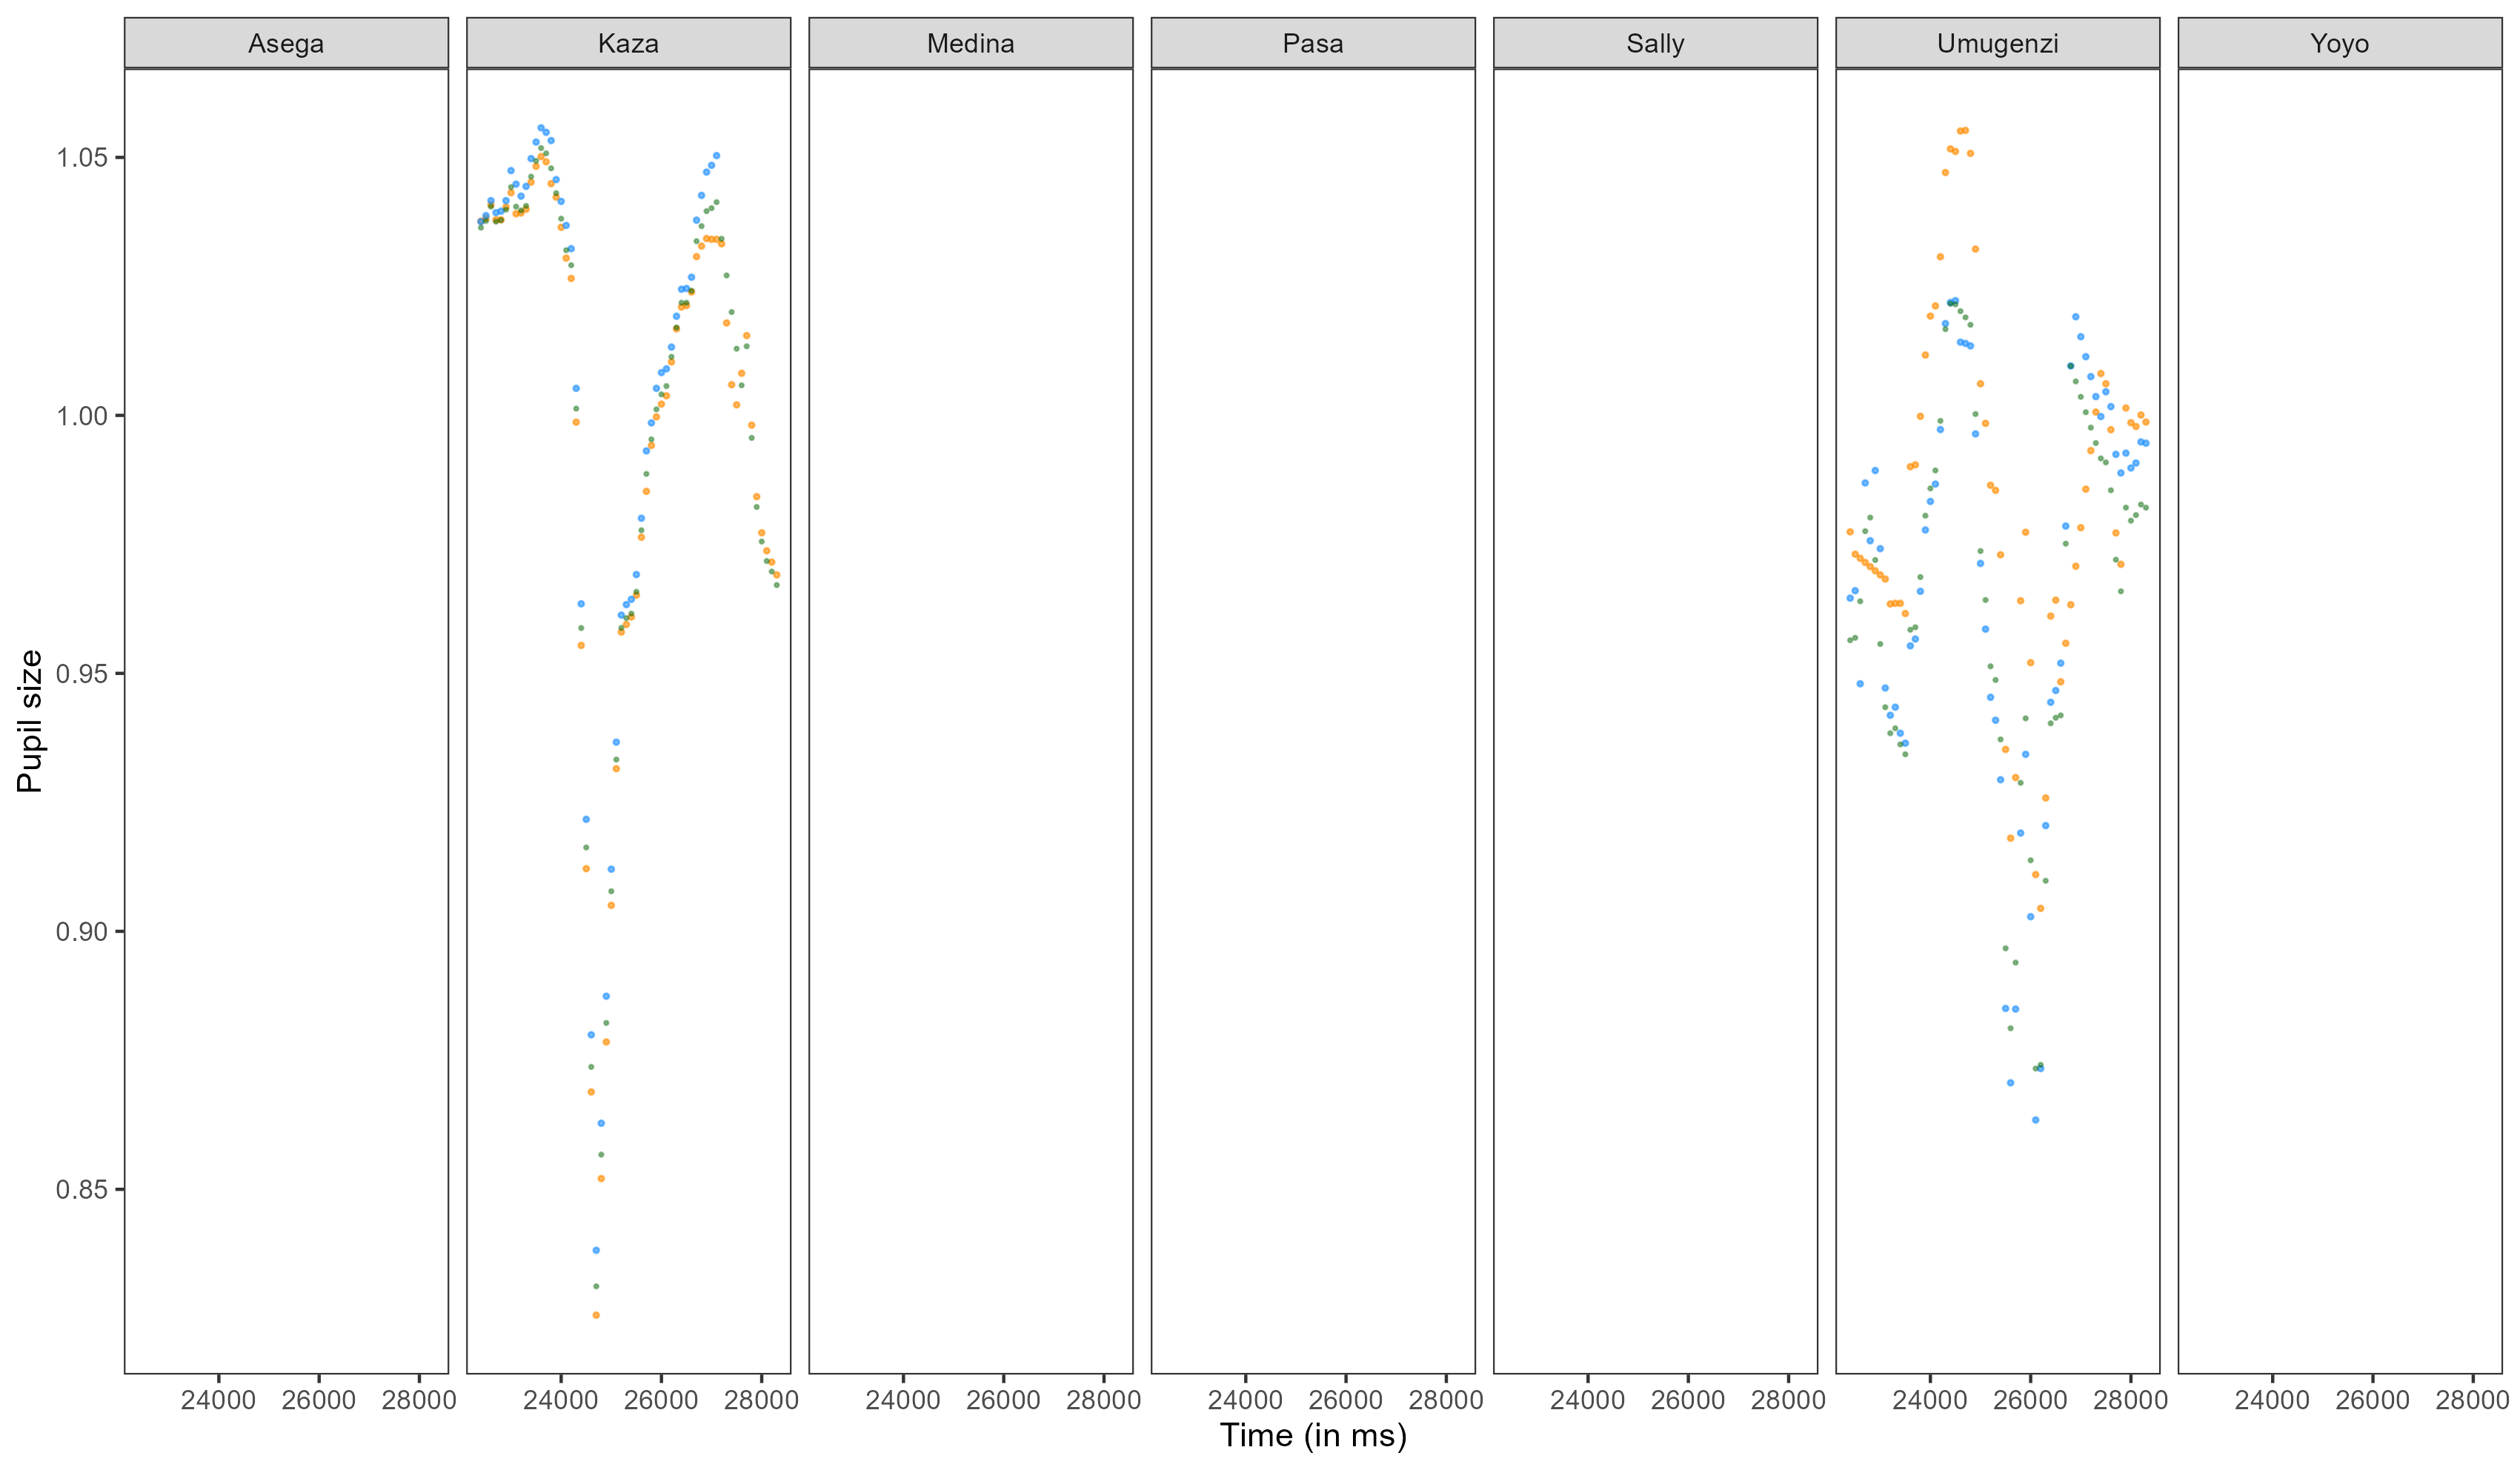 Asega Kaza Medina Pasa Sally Umugenzi Yoyo
1.05
1.00
0.95
0.90
0.85
Pupil size
24000 26000 28000 24000 26000 28000 24000 26000 28000 24000 26000 28000 24000 26000 28000 24000 26000 28000 24000 26000 28000
Time (in ms)